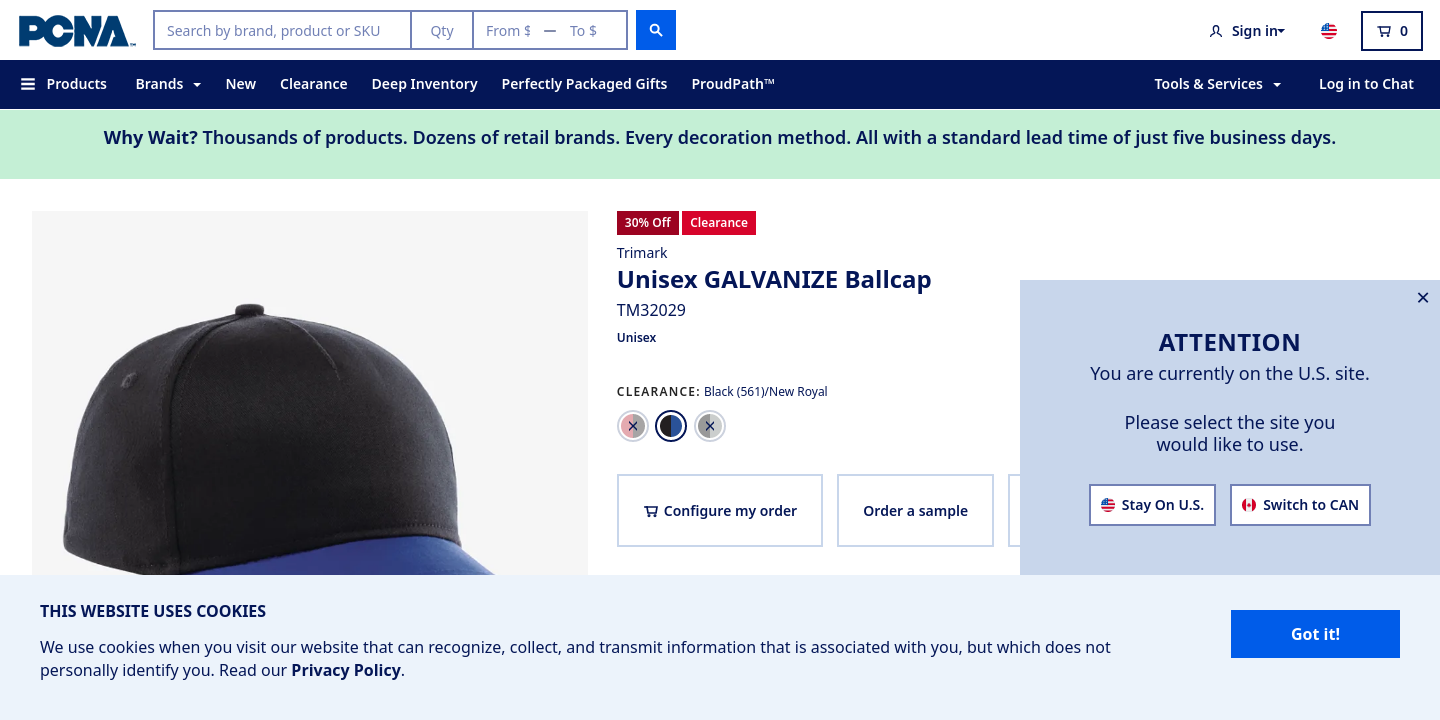 PCNA™
Search by brand, product or SKU
Qty
From $ — To $
Sign in
0
Products
Brands
New
Clearance
Deep Inventory
Perfectly Packaged Gifts
ProudPath™
Tools & Services
Log in to Chat
Why Wait? Thousands of products. Dozens of retail brands. Every decoration method. All with a standard lead time of just five business days.
30% Off
Clearance
Trimark
Unisex GALVANIZE Ballcap
TM32029
Unisex
CLEARANCE: Black (561)/New Royal
Configure my order
Order a sample
ATTENTION
You are currently on the U.S. site.
Please select the site you
would like to use.
Stay On U.S.
Switch to CAN
THIS WEBSITE USES COOKIES
We use cookies when you visit our website that can recognize, collect, and transmit information that is associated with you, but which does not
personally identify you. Read our Privacy Policy.
Got it!